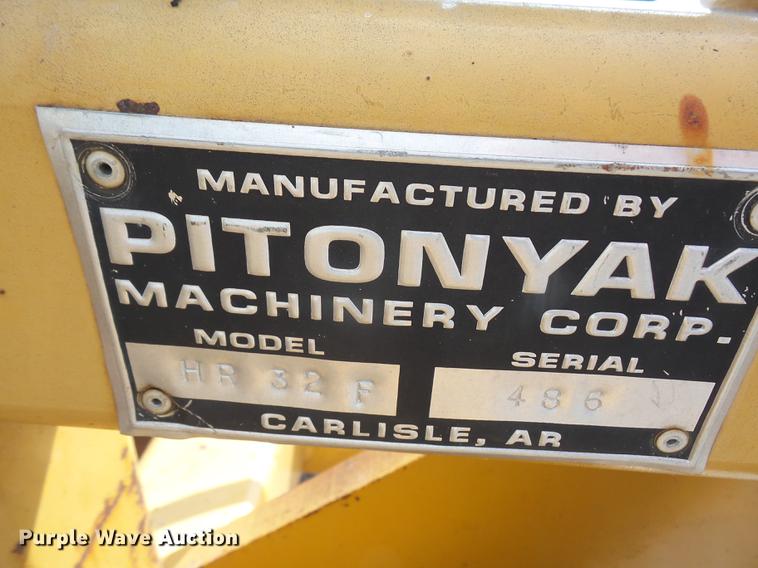 MANUFACTURED BY
PITONYAK
MACHINERY CORP.
MODEL
SERIAL
HR 32 F
486
CARLISLE, AR
Purple Wave Auction